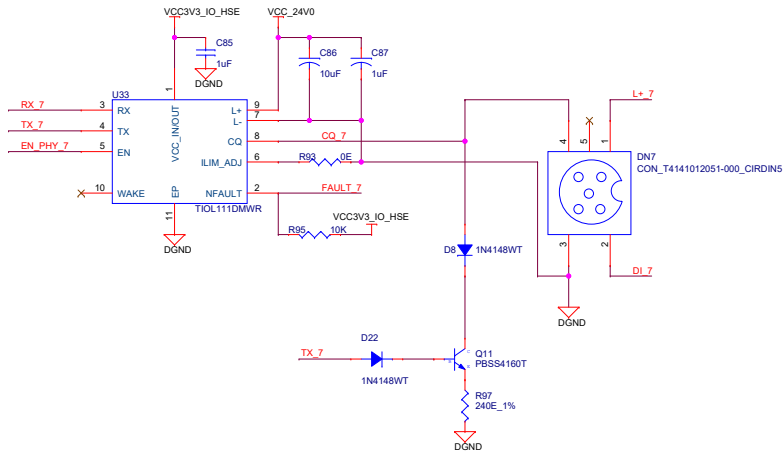 VCC3V3_IO_HSE
VCC_24V0
C85
1uF
DGND
C86
10uF
C87
1uF
U33
1
VCC_IN/OUT
RX_7
3
RX
TX_7
4
TX
EN_PHY_7
5
EN
10
WAKE
EP
11
DGND
L+
9
L-
7
CQ
8
CQ_7
ILIM_ADJ
6
R93
0E
NFAULT
2
FAULT_7
TIOL111DMWR
VCC3V3_IO_HSE
R95
10K
L+_7
4
5
1
DN7
CON_T4141012051-000_CIRDIN5
3
2
DI_7
DGND
D8
1N4148WT
D22
TX_7
1N4148WT
C
B
E
Q11
PBSS4160T
R97
240E_1%
DGND